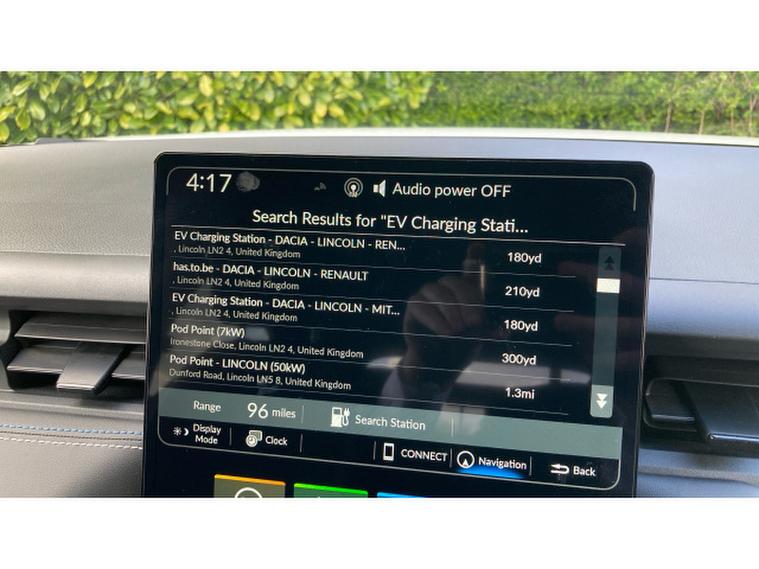 4:17
Audio power OFF
Search Results for "EV Charging Stati...
EV Charging Station - DACIA - LINCOLN - REN...
180yd
, Lincoln LN2 4, United Kingdom
has.to.be - DACIA - LINCOLN - RENAULT
210yd
, Lincoln LN2 4, United Kingdom
EV Charging Station - DACIA - LINCOLN - MIT...
180yd
, Lincoln LN2 4, United Kingdom
Pod Point (7kW)
300yd
Ironestone Close, Lincoln LN2 4, United Kingdom
Pod Point - LINCOLN (50kW)
1.3mi
Dunford Road, Lincoln LN5 8, United Kingdom
Range 96 miles Search Station
Display Mode
Clock
CONNECT
Navigation
Back